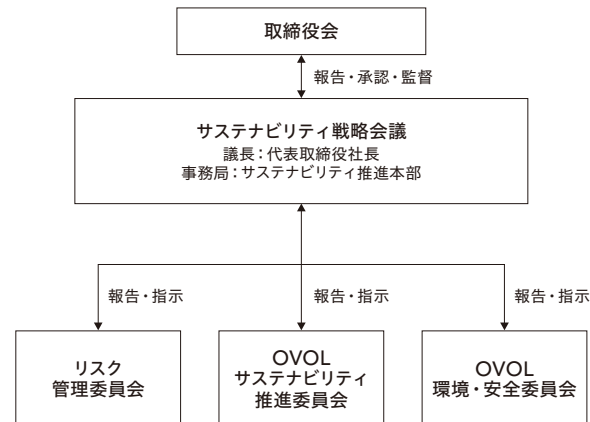 取締役会
報告・承認・監督
サステナビリティ戦略会議
議長：代表取締役社長
事務局：サステナビリティ推進本部
報告・指示
報告・指示
報告・指示
リスク
管理委員会
OVOL
サステナビリティ
推進委員会
OVOL
環境・安全委員会